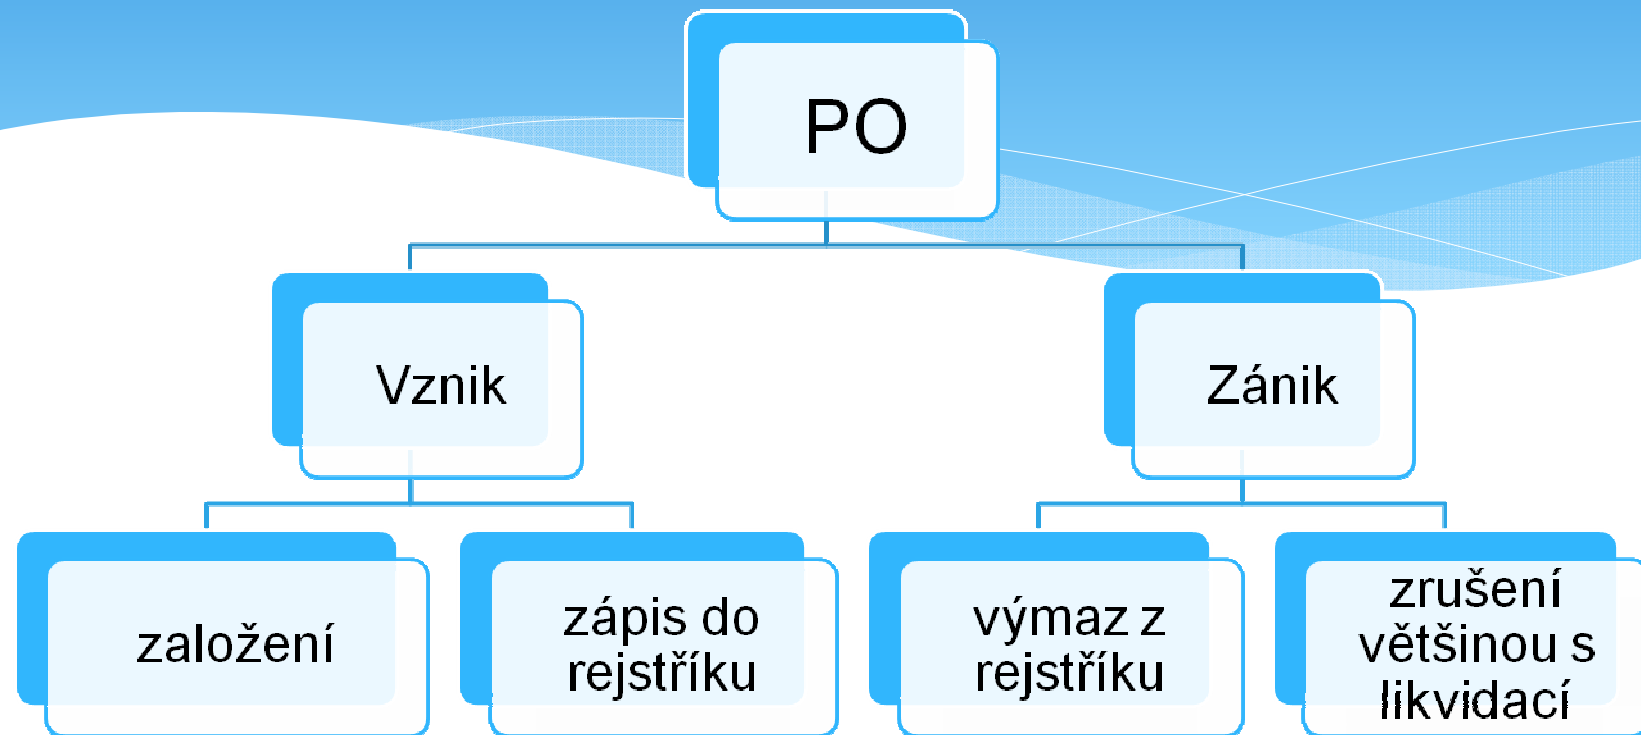 PO
Vznik
Zánik
založení
zápis do
rejstříku
výmaz z
rejstříku
zrušení
většinou s
likvidací